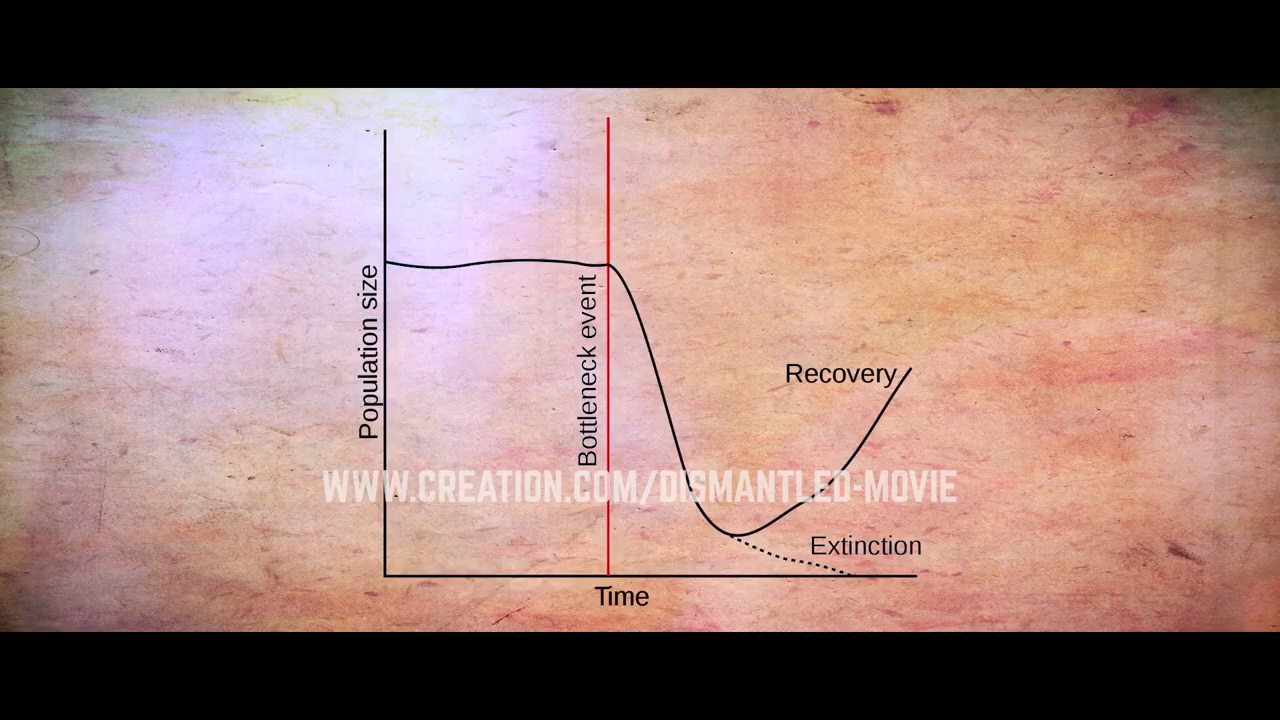 Population size
Bottleneck event
Recovery
WWW.CREATION.COM/DISMANTLED-MOVIE
Extinction
Time